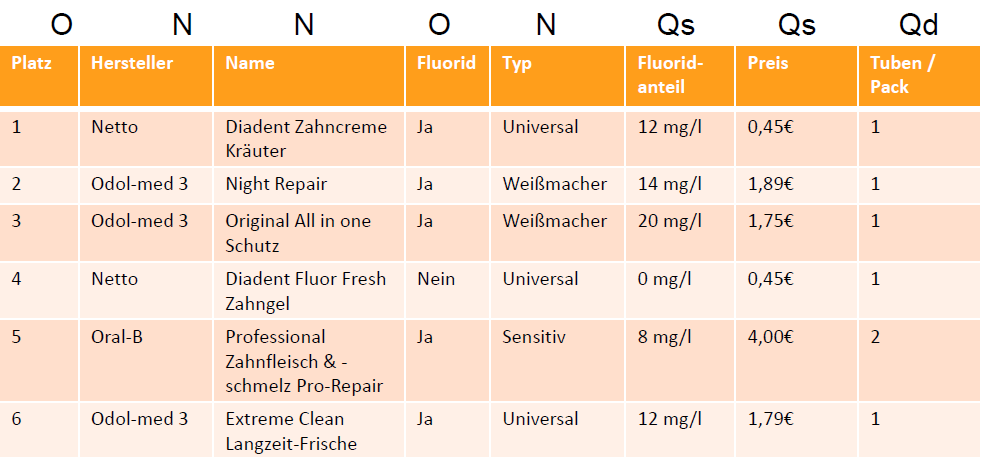 O N N O N Qs Qs Qd
Platz Hersteller Name Fluorid Typ Fluorid- Preis Tuben /
anteil Pack
1 Netto Diadent Zahncreme Ja Universal 12 mg/l 0,45€ 1
Kräuter
2 Odol-med 3 Night Repair Ja Weißmacher 14 mg/l 1,89€ 1
3 Odol-med 3 Original All in one Ja Weißmacher 20 mg/l 1,75€ 1
Schutz
4 Netto Diadent Fluor Fresh Nein Universal 0 mg/l 0,45€ 1
Zahngel
5 Oral-B Professional Ja Sensitiv 8 mg/l 4,00€ 2
Zahnfleisch & -
schmelz Pro-Repair
6 Odol-med 3 Extreme Clean Ja Universal 12 mg/l 1,79€ 1
Langzeit-Frische